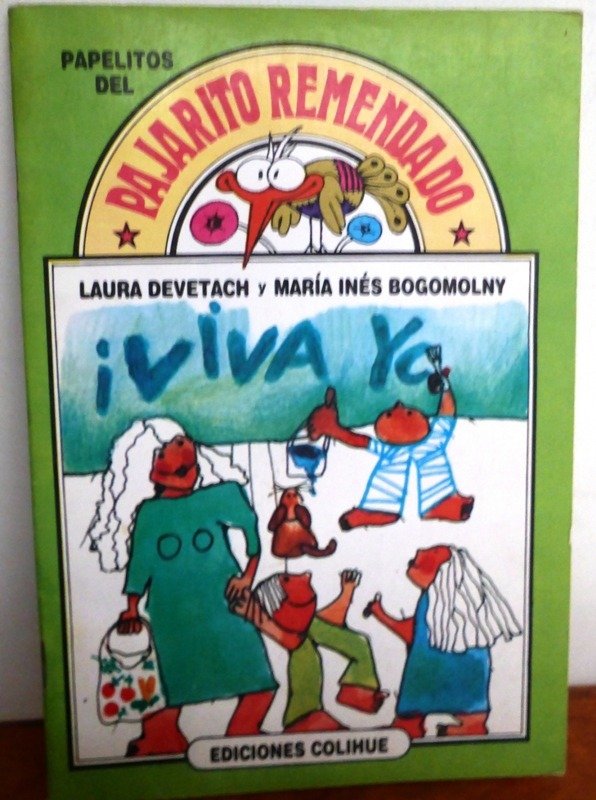 PAPELITOS
DEL
PAJARITO REMENDADO
LAURA DEVETACH y MARÍA INÉS BOGOMOLNY
¡VIVA Yo
EDICIONES COLIHUE